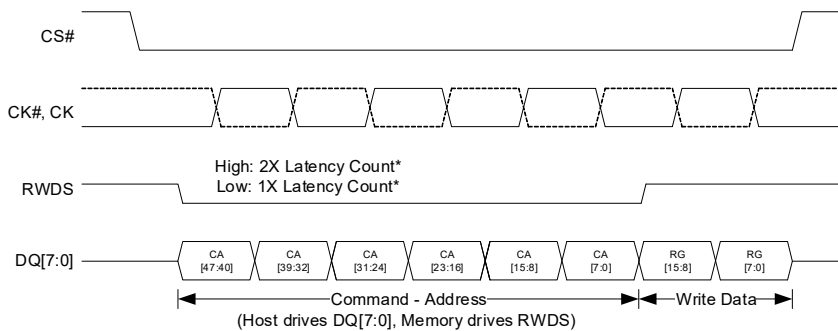 CS#
CK#, CK
High: 2X Latency Count*
Low: 1X Latency Count*
RWDS
DQ[7:0]
CA [47:40]
CA [39:32]
CA [31:24]
CA [23:16]
CA [15:8]
CA [7:0]
RG [15:8]
RG [7:0]
Command - Address
Write Data
(Host drives DQ[7:0], Memory drives RWDS)